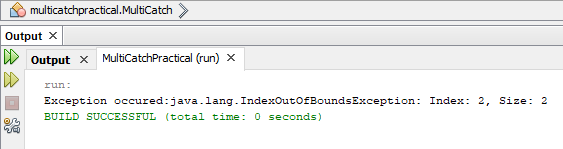 multicatchpractical.MultiCatch
Output ×
Output × MultiCatchPractical (run) ×
run:
Exception occured:java.lang.IndexOutOfBoundsException: Index: 2, Size: 2
BUILD SUCCESSFUL (total time: 0 seconds)